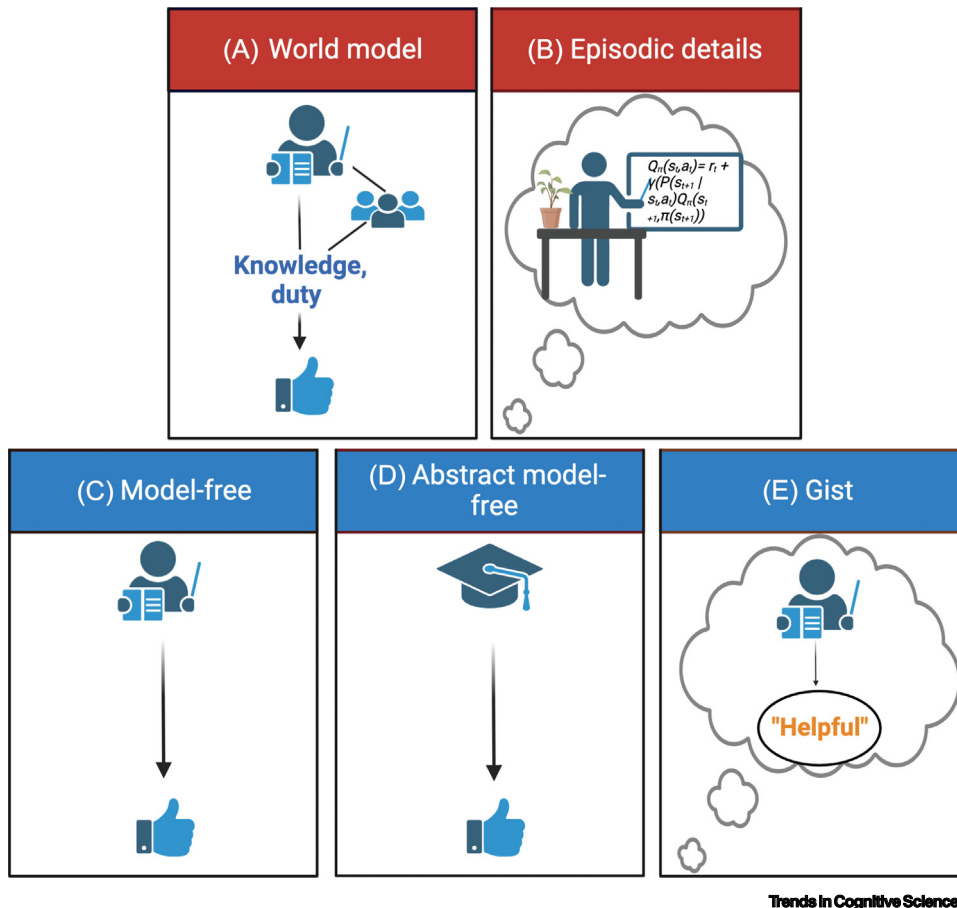 (A) World model
(B) Episodic details
Knowledge,
duty
Qπ(st,at)= rt +
γ(P(st+1 |
st,at)Qπ(st
+1,π(st+1))
(C) Model-free
(D) Abstract model-
free
(E) Gist
"Helpful"
Trends in Cognitive Science